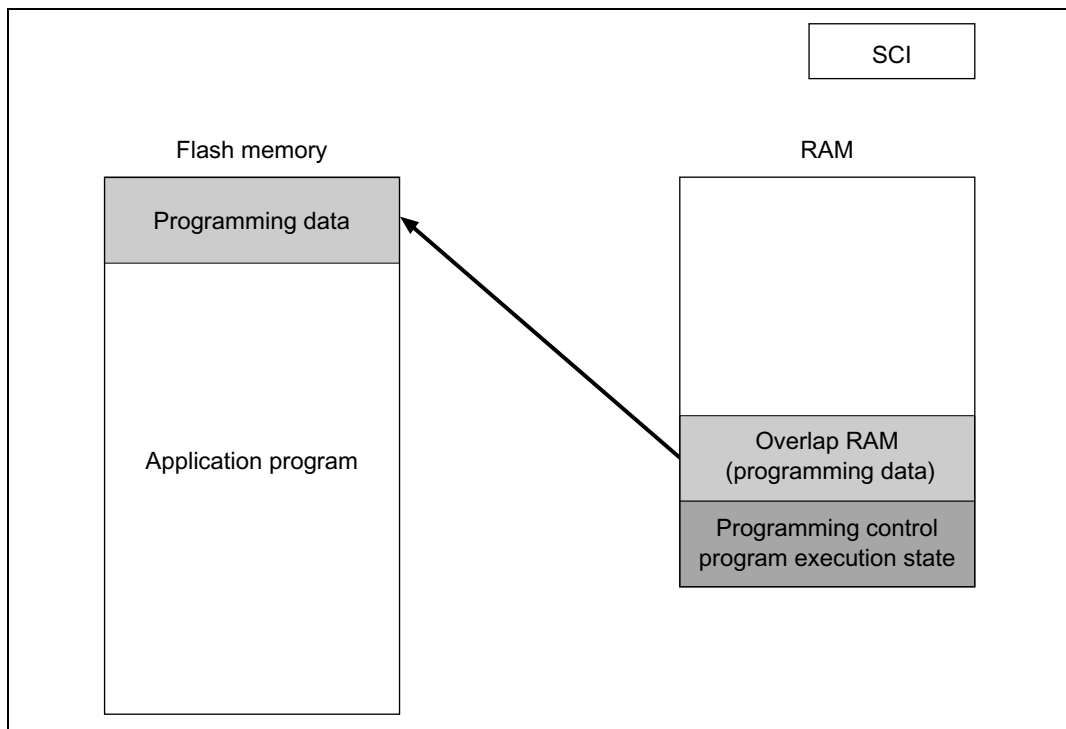 SCI
Flash memory
RAM
Programming data
Application program
Overlap RAM
(programming data)
Programming control
program execution state